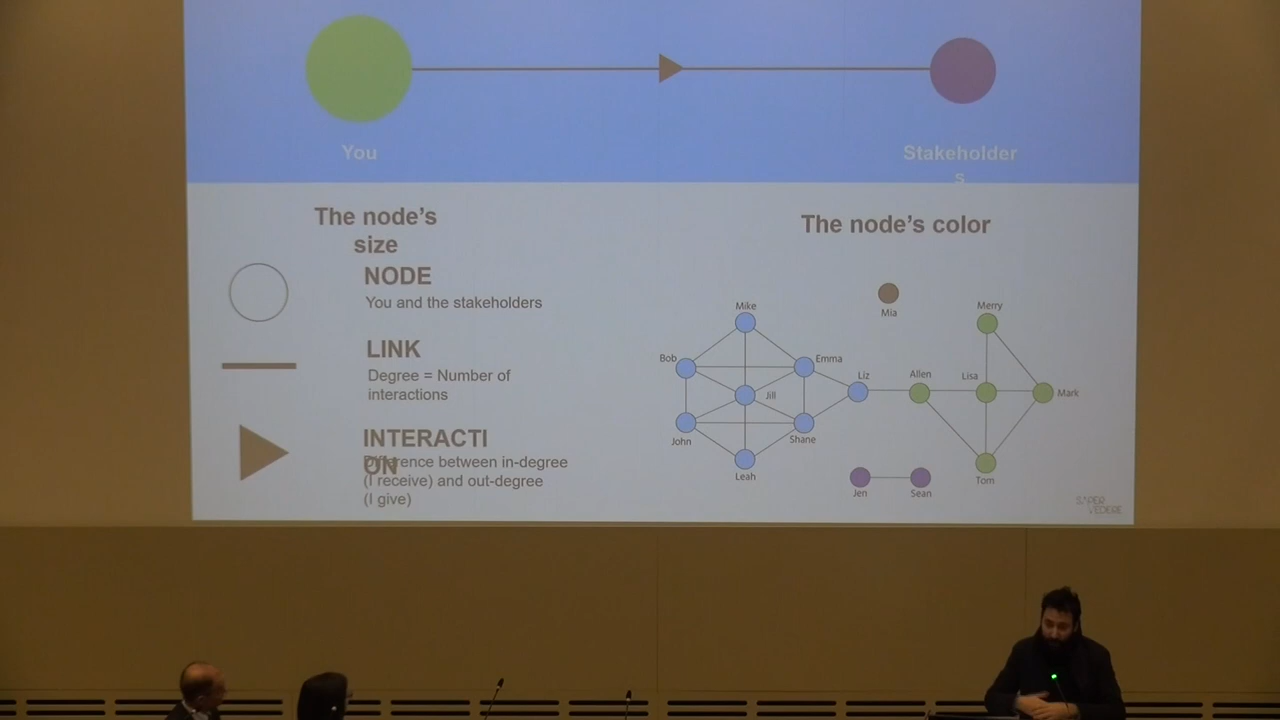 You
Stakeholder
s
The node's
size
The node's color
NODE
You and the stakeholders
LINK
Degree = Number of
interactions
INTERACTI
ON
Difference between in-degree
(I receive) and out-degree
(I give)
Mike
Bob
Emma
Jill
John
Shane
Leah
Liz
Mia
Allen
Lisa
Merry
Mark
Tom
Jen
Sean
SAPER
VEDERE